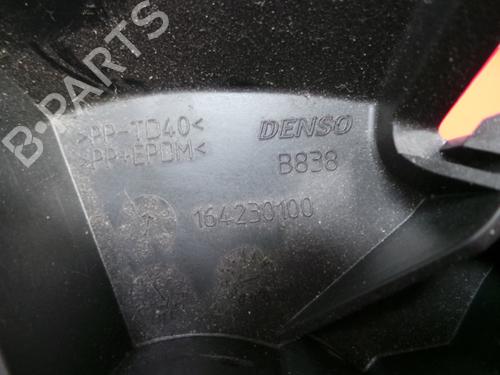 B-PARTS
>PP-TD40<
>PP+EPDM<
DENSO
B838
164230100